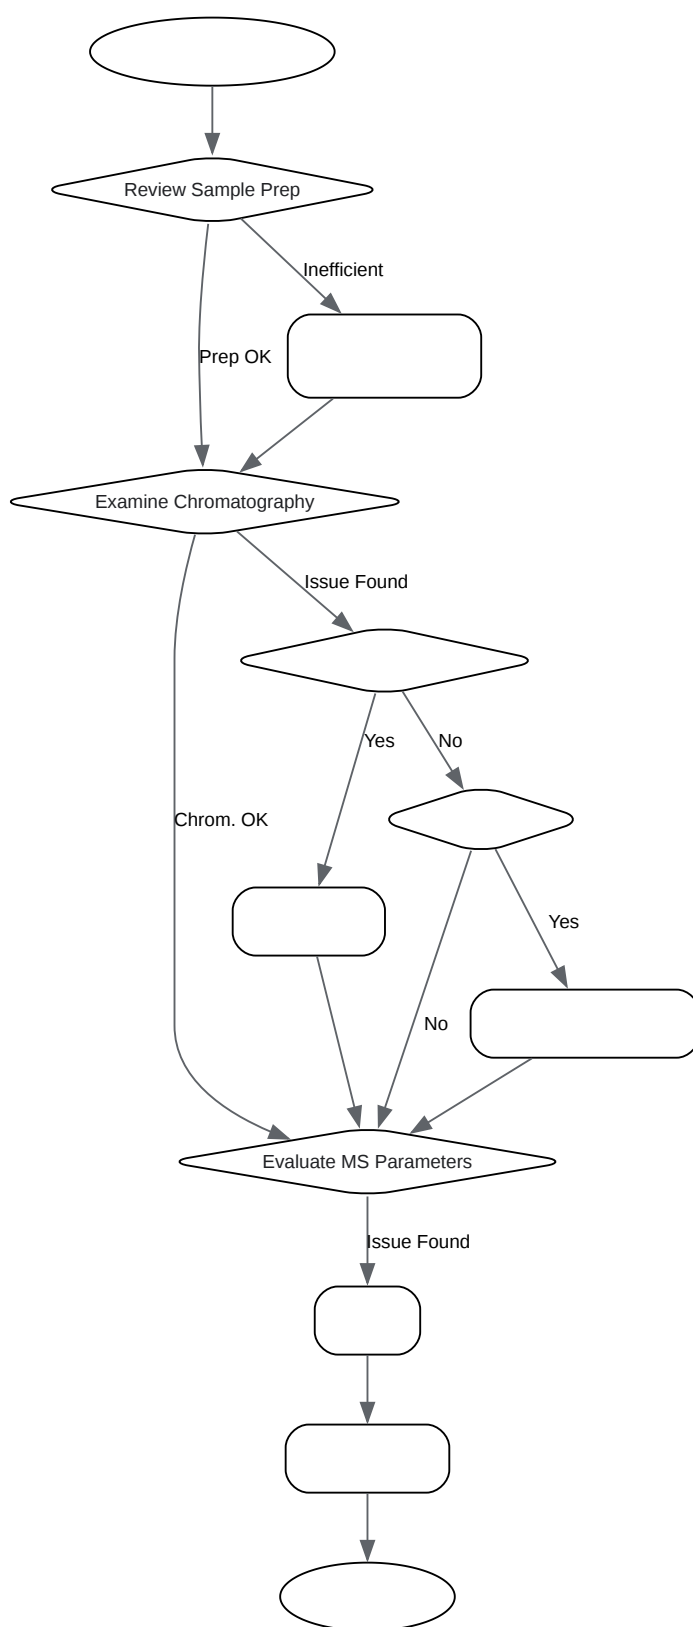 Review Sample Prep
Inefficient
Prep OK
Examine Chromatography
Issue Found
Yes
No
Chrom. OK
Yes
No
Evaluate MS Parameters
Issue Found